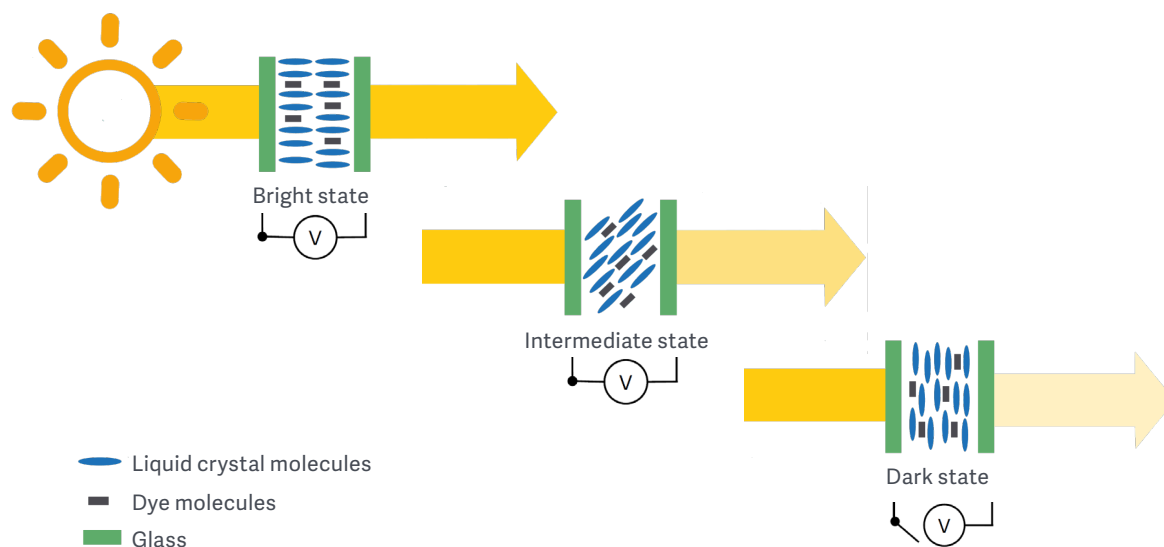 Bright state
V
Intermediate state
V
Dark state
V
Liquid crystal molecules
Dye molecules
Glass